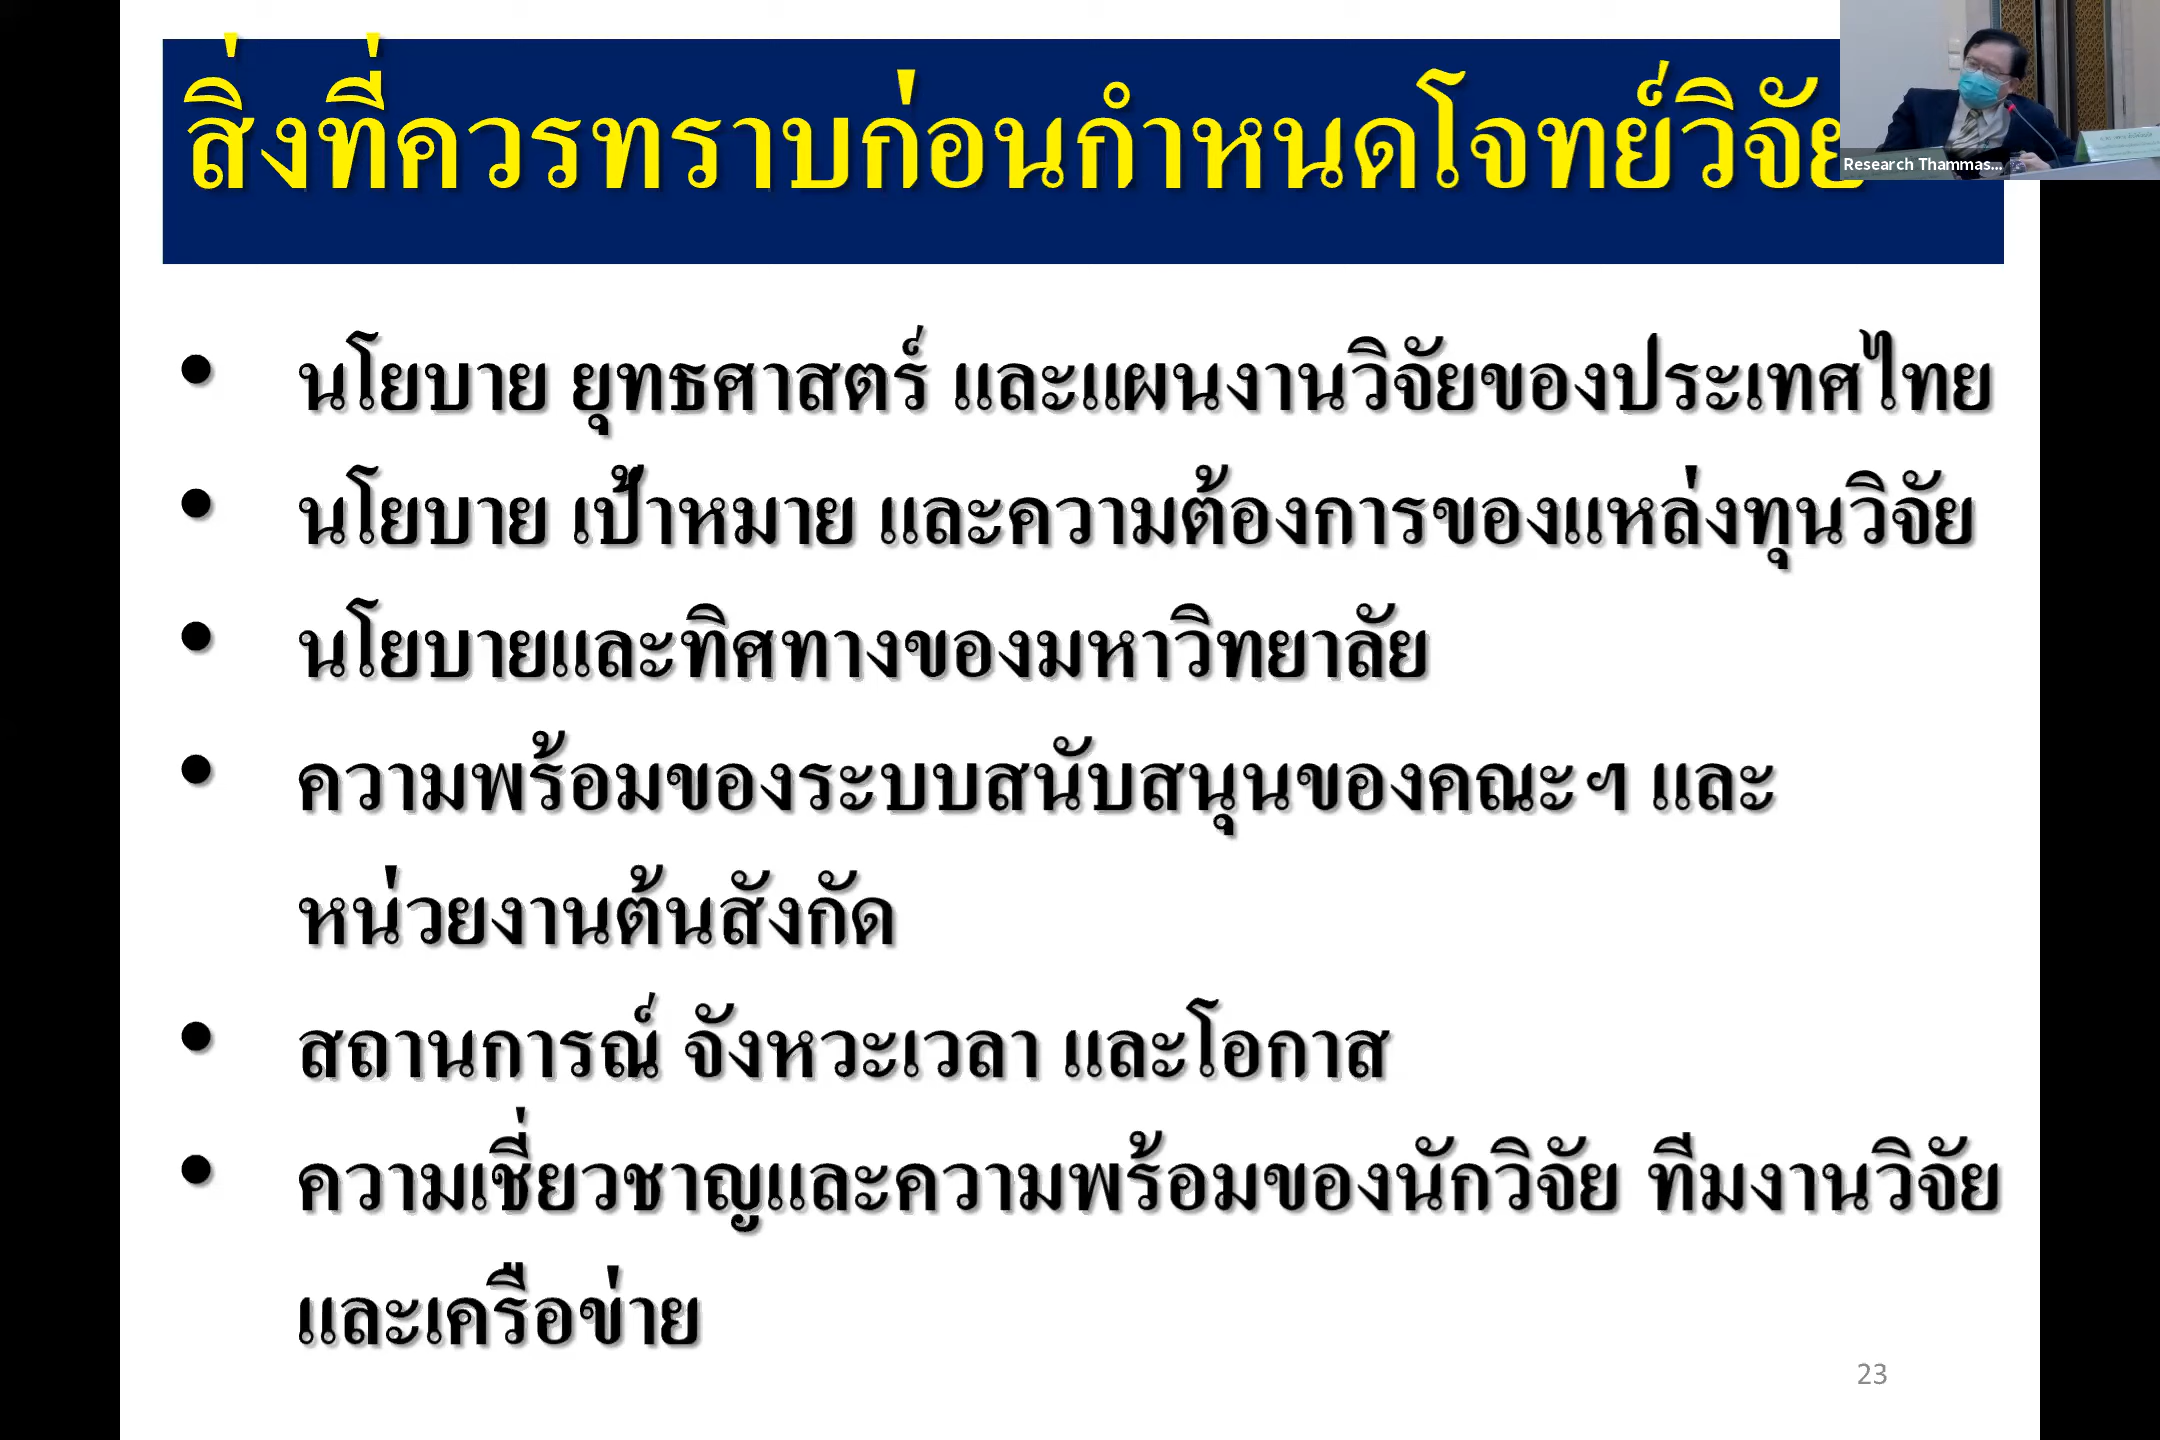 สิ่งที่ควรทราบก่อนกำหนดโจทย์วิจัย
Research Thammas...
• นโยบาย ยุทธศาสตร์ และแผนงานวิจัยของประเทศไทย
• นโยบาย เป้าหมาย และความต้องการของแหล่งทุนวิจัย
• นโยบายและทิศทางของมหาวิทยาลัย
• ความพร้อมของระบบสนับสนุนของคณะฯ และ
หน่วยงานต้นสังกัด
• สถานการณ์ จังหวะเวลา และโอกาส
• ความเชี่ยวชาญและความพร้อมของนักวิจัย ทีมงานวิจัย
และเครือข่าย
23